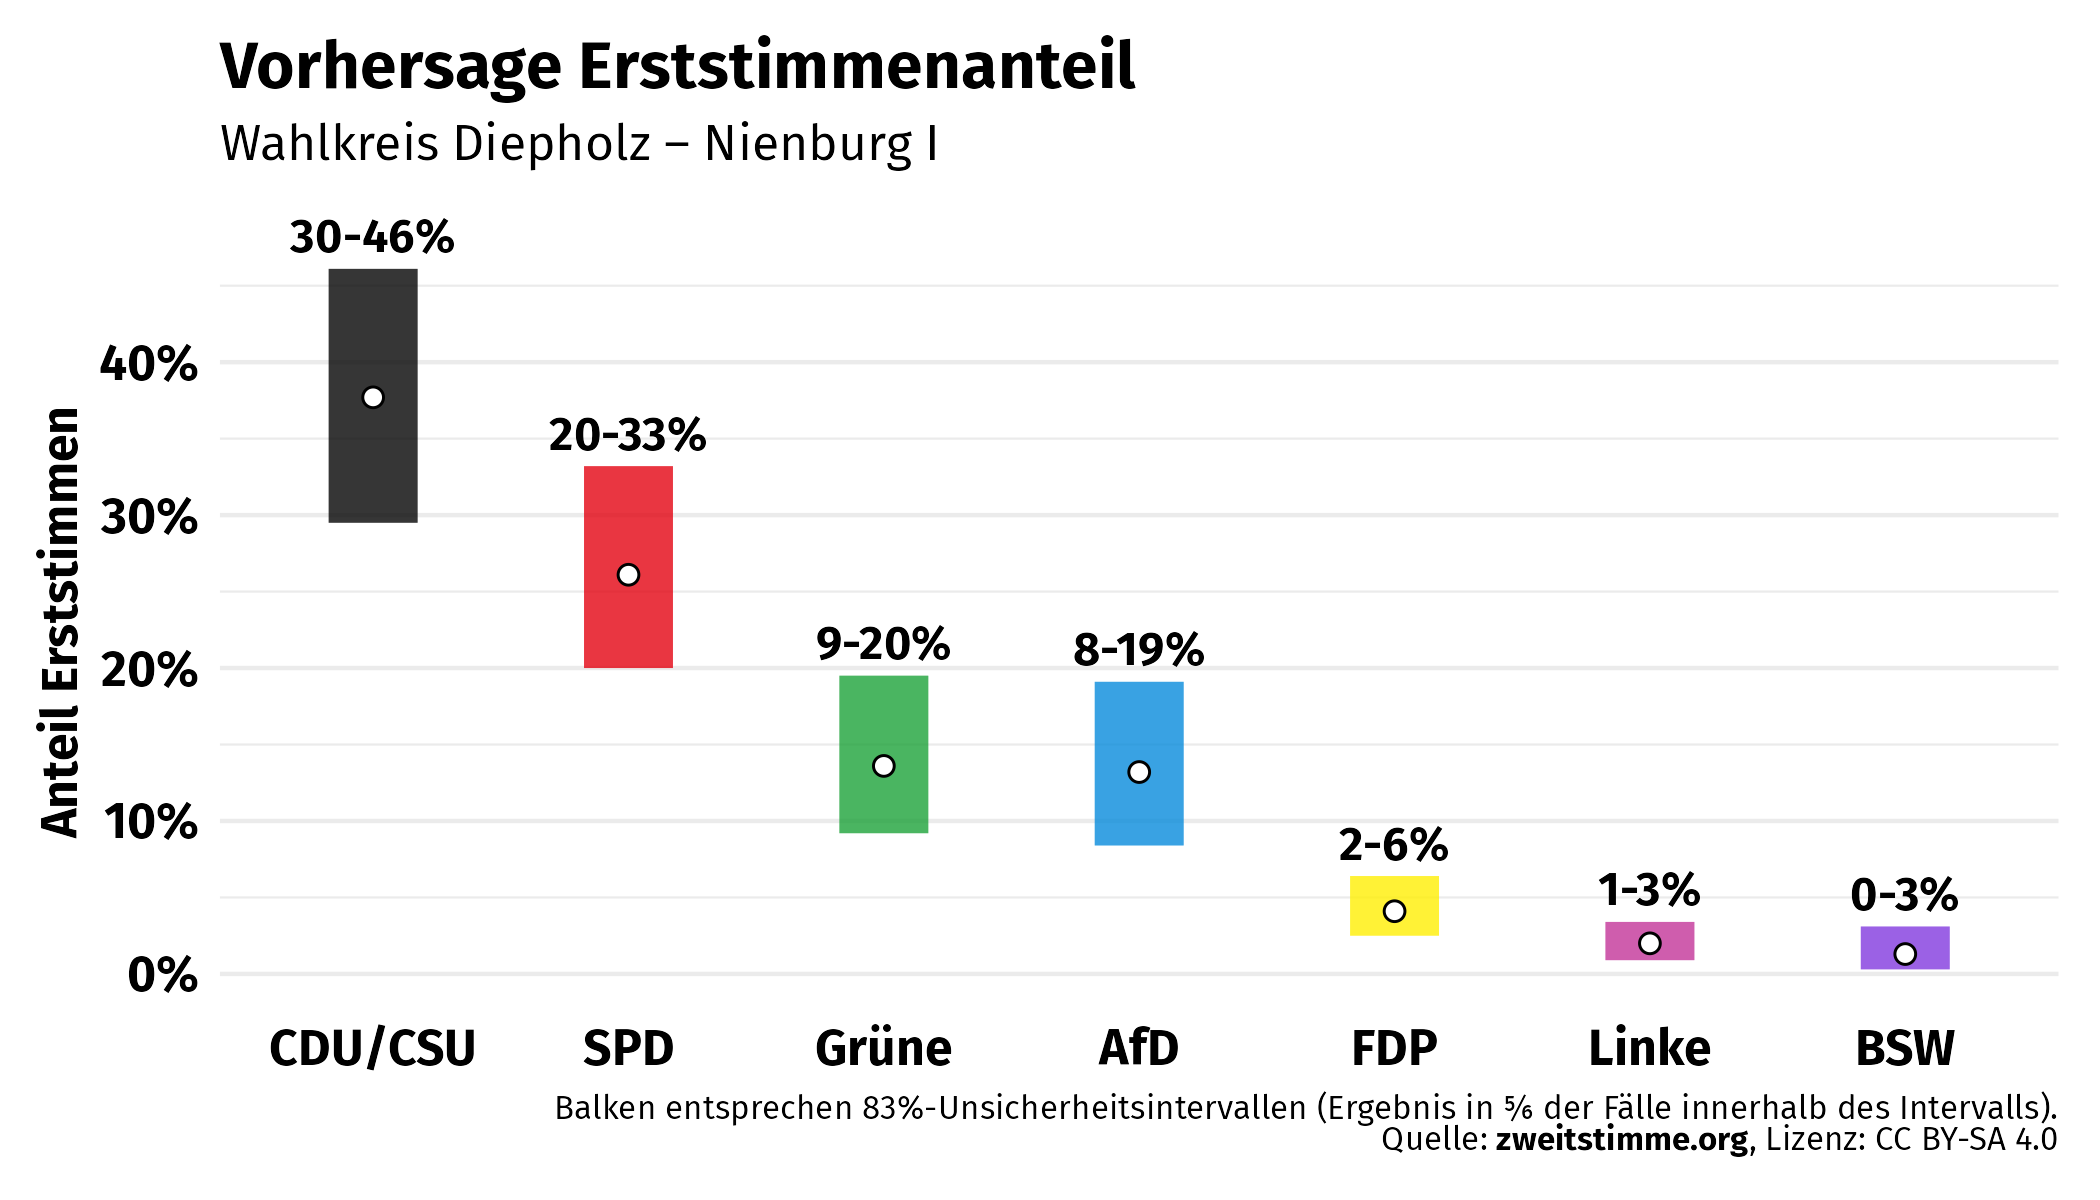 Vorhersage Erststimmenanteil
Wahlkreis Diepholz – Nienburg I
30-46%
20-33%
9-20%
8-19%
2-6%
1-3%
0-3%
Anteil Erststimmen
40%
30%
20%
10%
0%
CDU/CSU SPD Grüne AfD FDP Linke BSW
Balken entsprechen 83%-Unsicherheitsintervallen (Ergebnis in ⅚ der Fälle innerhalb des Intervalls).
Quelle: zweitstimme.org, Lizenz: CC BY-SA 4.0